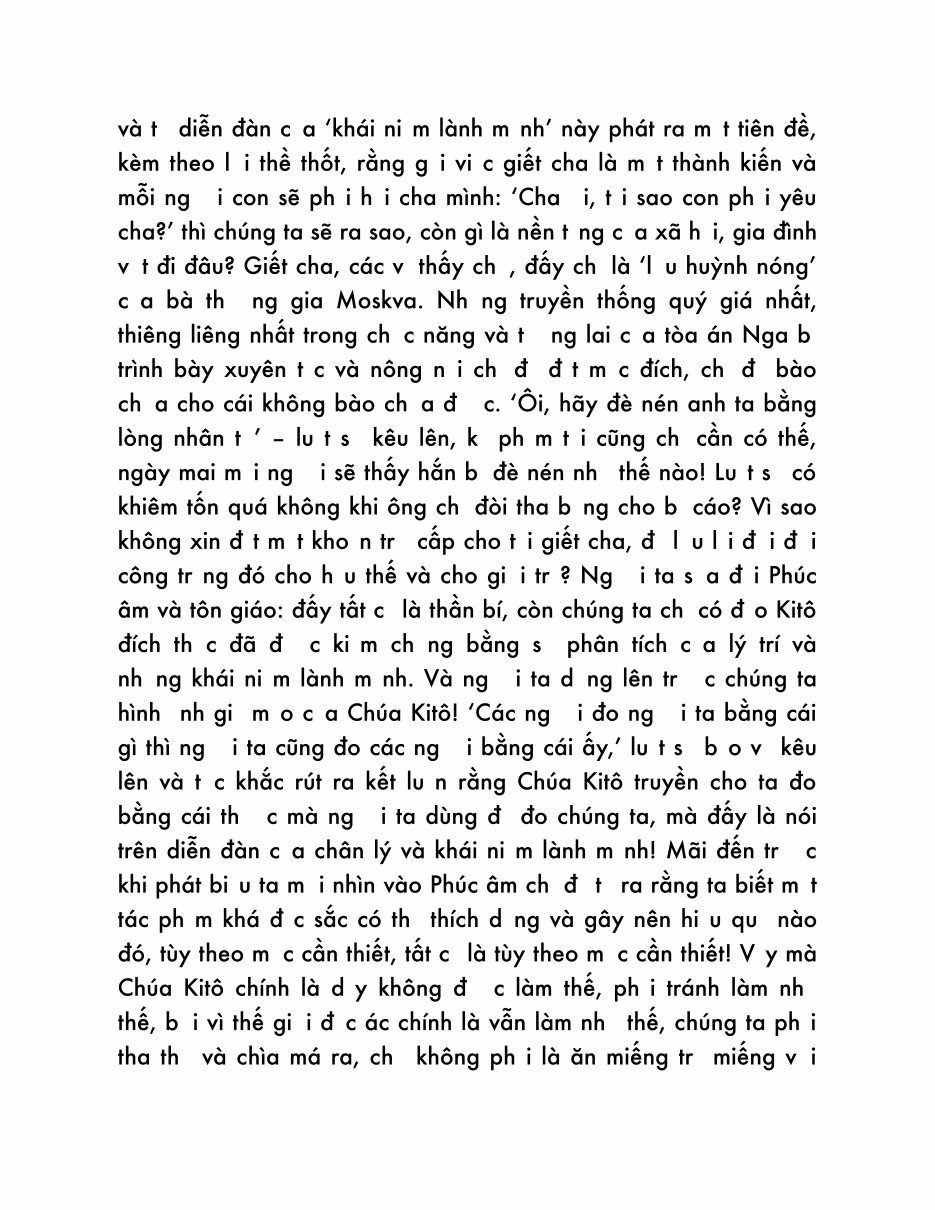 và t diễn đàn c a ‘khái ni m lành m nh’ này phát ra m t tiên đề,
kèm theo l i thề thốt, rằng g i vi c giết cha là m t thành kiến và
mỗi ng i con sẽ ph i h i cha mình: ‘Cha i, t i sao con ph i yêu
cha?’ thì chúng ta sẽ ra sao, còn gì là nền t ng c a xã h i, gia đình
v t đi đâu? Giết cha, các v thấy ch , đấy ch là ‘l u huỳnh nóng’
c a bà th ng gia Moskva. Nh ng truyền thống quý giá nhất,
thiêng liêng nhất trong ch c năng và t ng lai c a tòa án Nga b
trình bày xuyên t c và nông n i ch đ đ t m c đích, ch đ bào
ch a cho cái không bào ch a đ c. ‘Ôi, hãy đè nén anh ta bằng
lòng nhân t ’ – lu t s kêu lên, k ph m t i cũng ch cần có thế,
ngày mai m i ng i sẽ thấy hắn b đè nén nh thế nào! Lu t s có
khiêm tốn quá không khi ông ch đòi tha b ng cho b cáo? Vì sao
không xin đ t m t kho n tr cấp cho t i giết cha, đ l u l i đ i đ i
công tr ng đó cho h u thế và cho gi i tr ? Ng i ta s a đ i Phúc
âm và tôn giáo: đấy tất c là thần bí, còn chúng ta ch có đ o Kitô
đích th c đã đ c ki m ch ng bằng s phân tích c a lý trí và
nh ng khái ni m lành m nh. Và ng i ta d ng lên tr c chúng ta
hình nh gi m o c a Chúa Kitô! ‘Các ng i đo ng i ta bằng cái
gì thì ng i ta cũng đo các ng i bằng cái ấy,’ lu t s b o v kêu
lên và t c khắc rút ra kết lu n rằng Chúa Kitô truyền cho ta đo
bằng cái th c mà ng i ta dùng đ đo chúng ta, mà đấy là nói
trên diễn đàn c a chân lý và khái ni m lành m nh! Mãi đến tr c
khi phát bi u ta m i nhìn vào Phúc âm ch đ t ra rằng ta biết m t
tác ph m khá đ c sắc có th thích d ng và gây nên hi u qu nào
đó, tùy theo m c cần thiết, tất c là tùy theo m c cần thiết! V y mà
Chúa Kitô chính là d y không đ c làm thế, ph i tránh làm nh
thế, b i vì thế gi i đ c ác chính là vẫn làm nh thế, chúng ta ph i
tha th và chìa má ra, ch không ph i là ăn miếng tr miếng v i